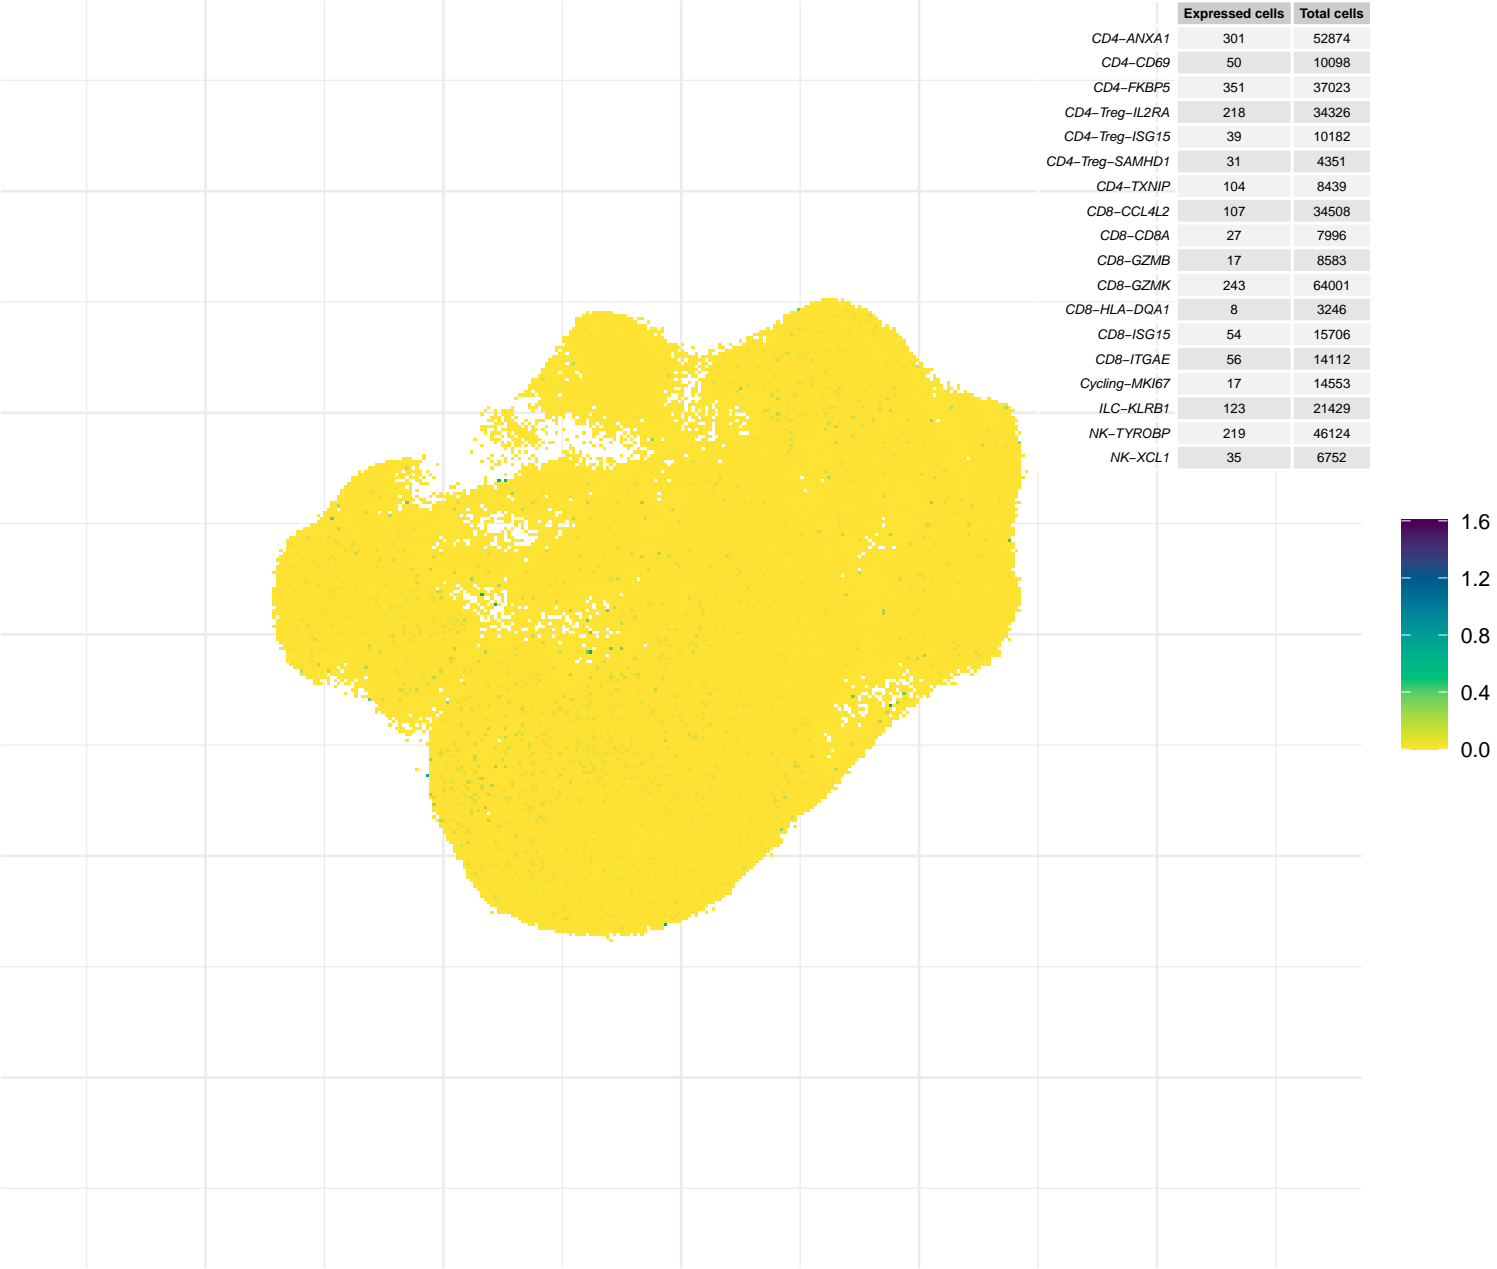 Expressed cells Total cells
CD4−ANXA1 301 52874
CD4−CD69 50 10098
CD4−FKBP5 351 37023
CD4−Treg−IL2RA 218 34326
CD4−Treg−ISG15 39 10182
CD4−Treg−SAMHD1 31 4351
CD4−TXNIP 104 8439
CD8−CCL4L2 107 34508
CD8−CD8A 27 7996
CD8−GZMB 17 8583
CD8−GZMK 243 64001
CD8−HLA−DQA1 8 3246
CD8−ISG15 54 15706
CD8−ITGAE 56 14112
Cycling−MKI67 17 14553
ILC−KLRB1 123 21429
NK−TYROBP 219 46124
NK−XCL1 35 6752
1.6
1.2
0.8
0.4
0.0